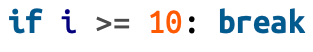 if i >= 10: break